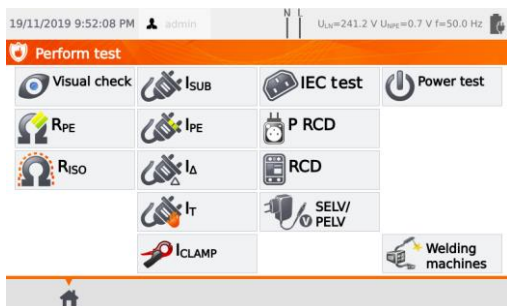 N L
19/11/2019 9:52:08 PM admin ULN=241.2 V UNPE=0.7 V f=50.0 Hz
Perform test
Visual check ISUB IEC test Power test
RPE IPE P RCD
RISO IΔ RCD
IT SELV/
PELV
ICLAMP Welding
machines